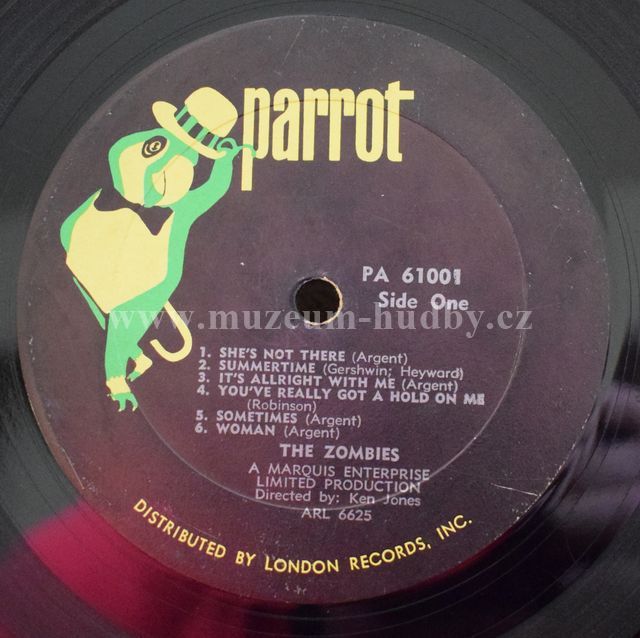 parrot
PA 61001
Side One
www.muzeum-hudby.cz
1. SHE'S NOT THERE (Argent)
2. SUMMERTIME (Gershwin; Heyward)
3. IT'S ALLRIGHT WITH ME (Argent)
4. YOU'VE REALLY GOT A HOLD ON ME
(Robinson)
5. SOMETIMES (Argent)
6. WOMAN (Argent)
THE ZOMBIES
A MARQUIS ENTERPRISE
LIMITED PRODUCTION
Directed by: Ken Jones
ARL 6625
DISTRIBUTED BY LONDON RECORDS, INC.